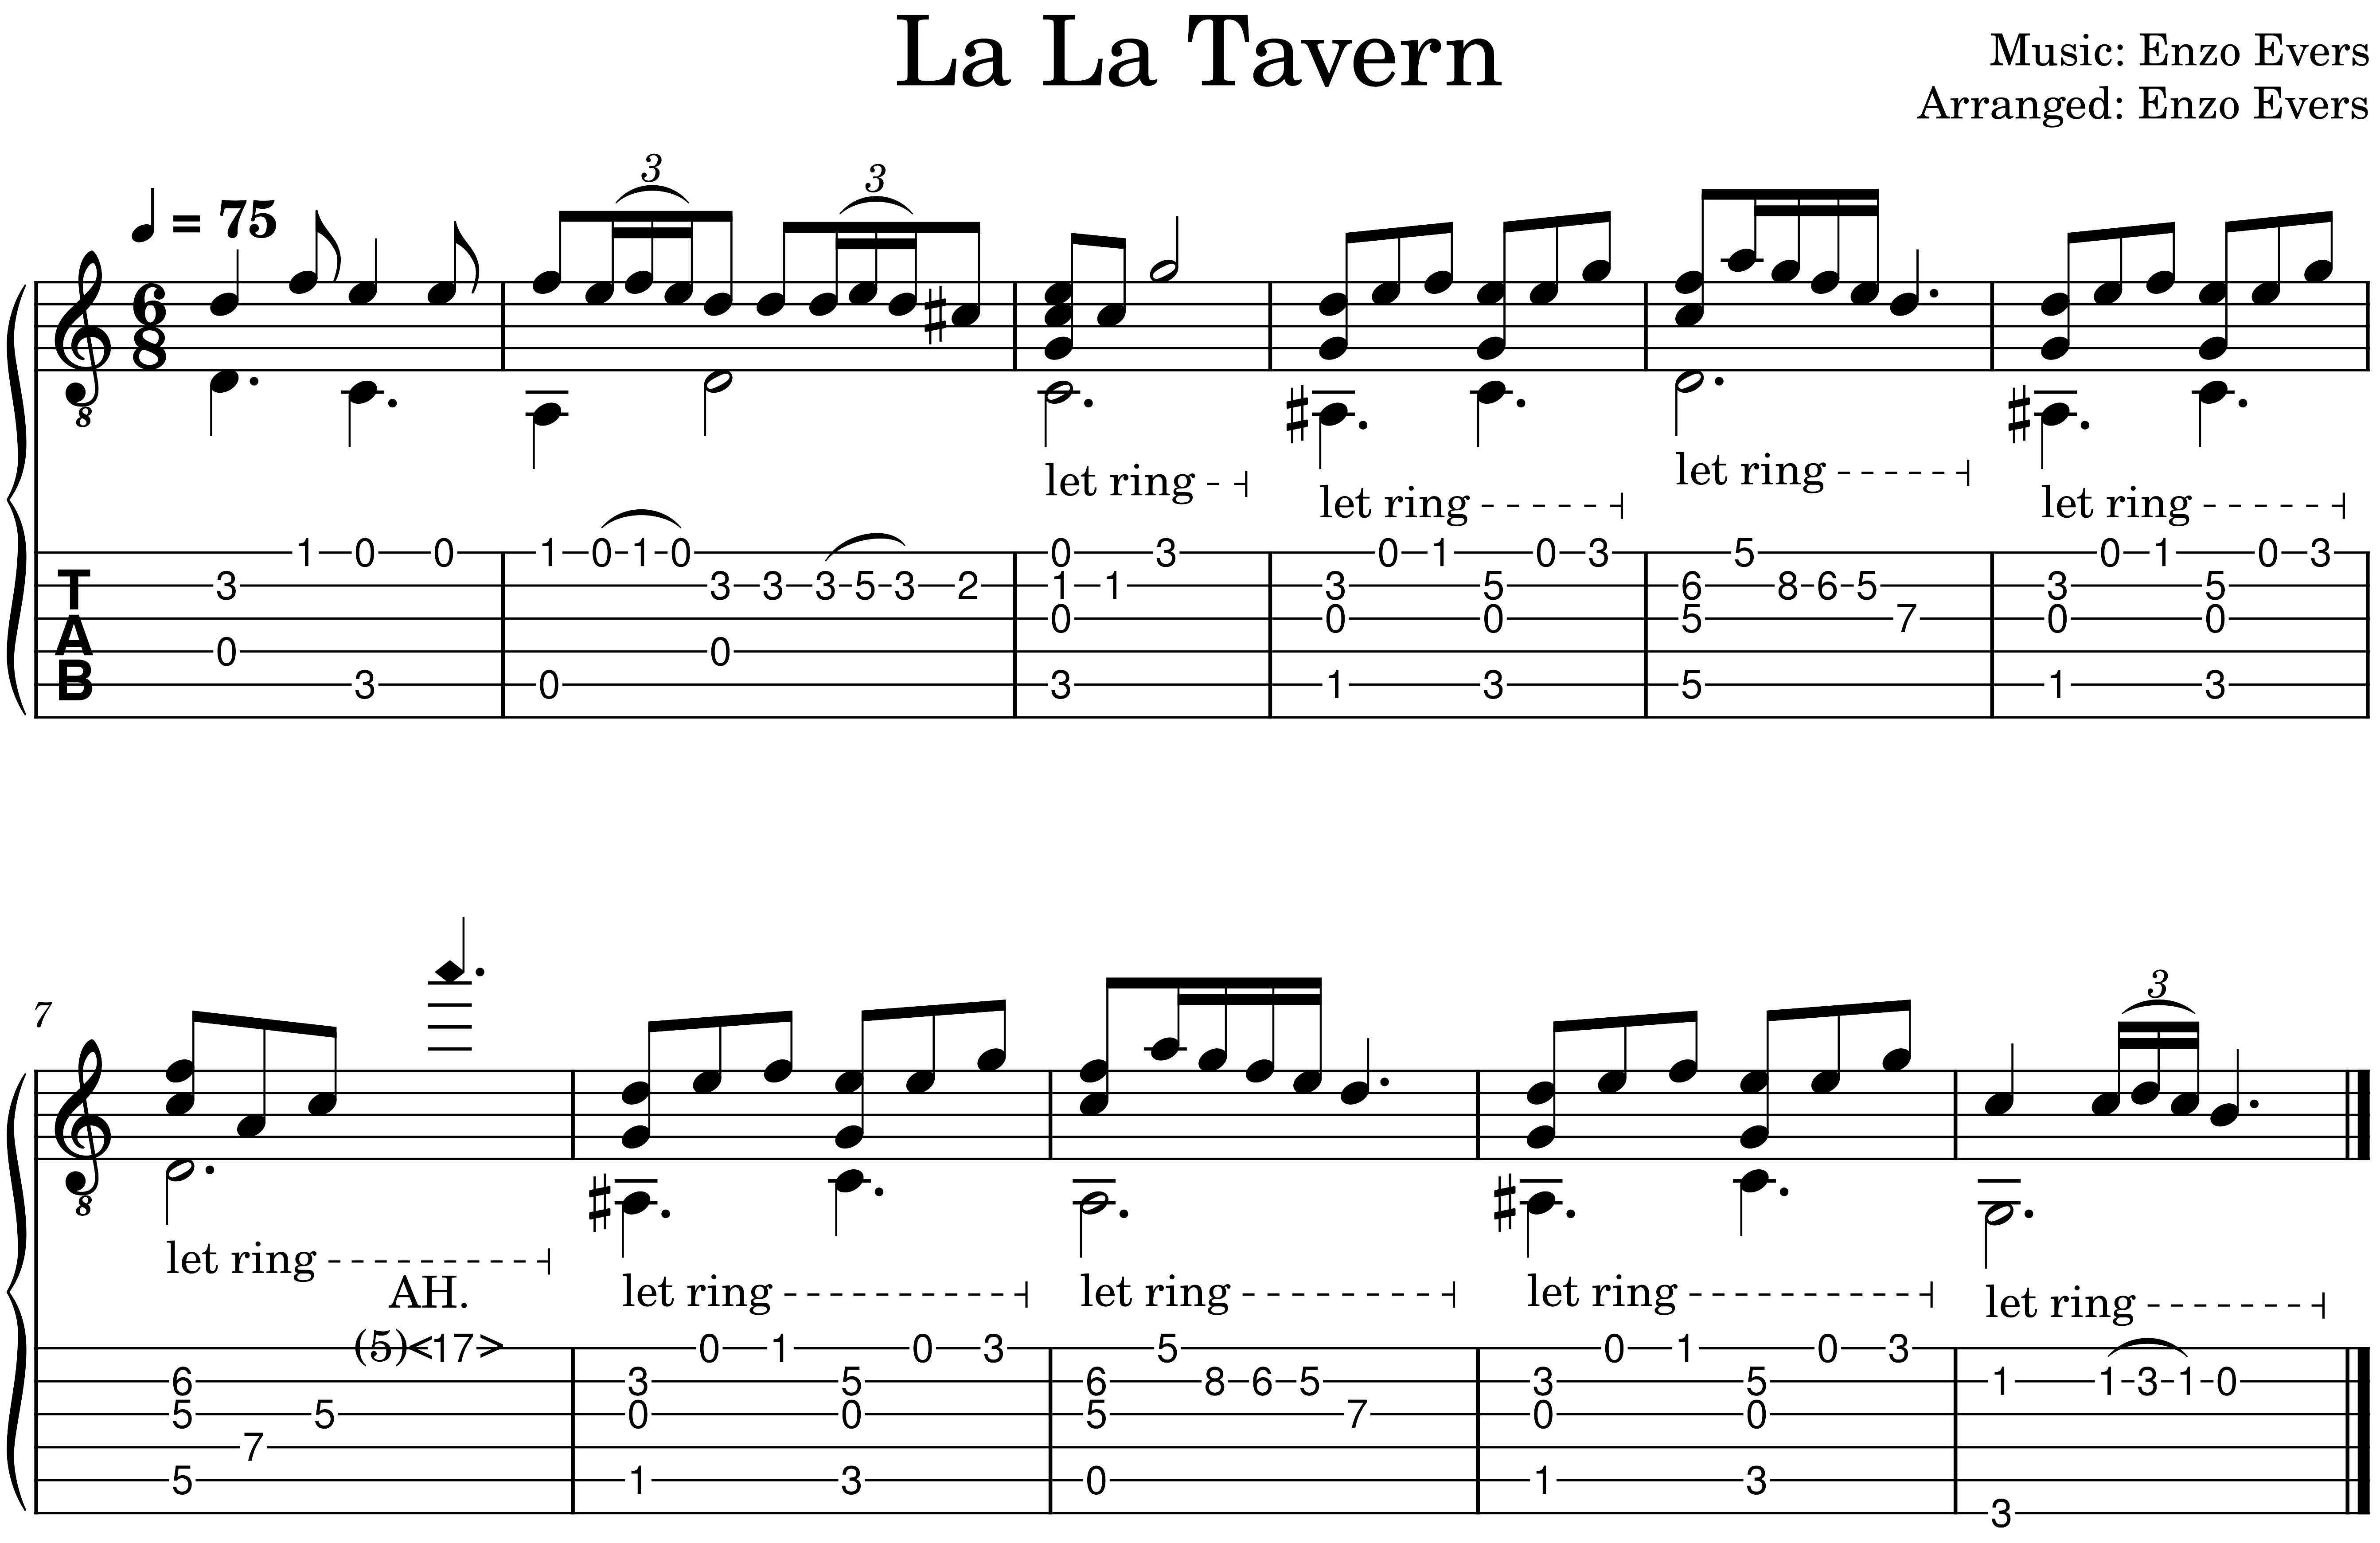 La La Tavern
Music: Enzo Evers
Arranged: Enzo Evers
= 75
3 3
6
8
8
let ring let ring let ring let ring
1 0 0 1 0 1 0 0 3 0 1 0 3 5 0 1 0 3
T 3 3 3 3 5 3 2 1 1 3 5 6 8 6 5 3 5
A 0 0 0 5 7 0 0
0 0
B 3 0 3 1 3 5 1 3
7
3
8
let ring let ring let ring let ring let ring
AH.
(5)<17> 0 1 0 3 5 0 1 0 3
6 3 5 6 8 6 5 3 5 1 1 3 1 0
5 5 0 0 5 7 0 0
7
5 1 3 0 1 3
3